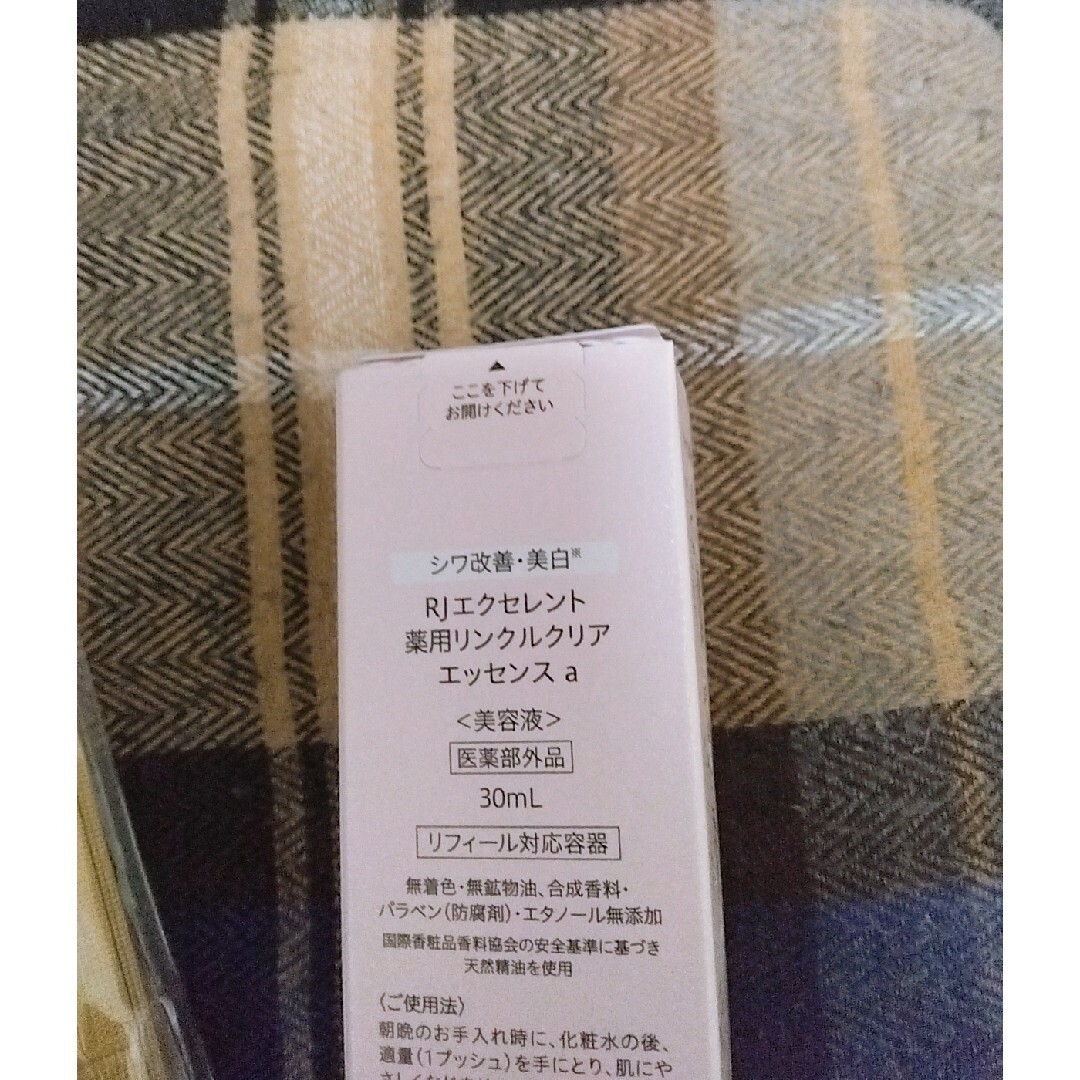 ▲
ここを下げて
お開けください
シワ改善・美白※
RJエクセレント
薬用リンクルクリア
エッセンス a
<美容液>
医薬部外品
30mL
リフィール対応容器
無着色・無鉱物油、合成香料・
パラベン(防腐剤)・エタノール無添加
国際香粧品香料協会の安全基準に基づき
天然精油を使用
〈ご使用法〉
朝晩のお手入れ時に、化粧水の後、
適量(1プッシュ)を手にとり、肌にや